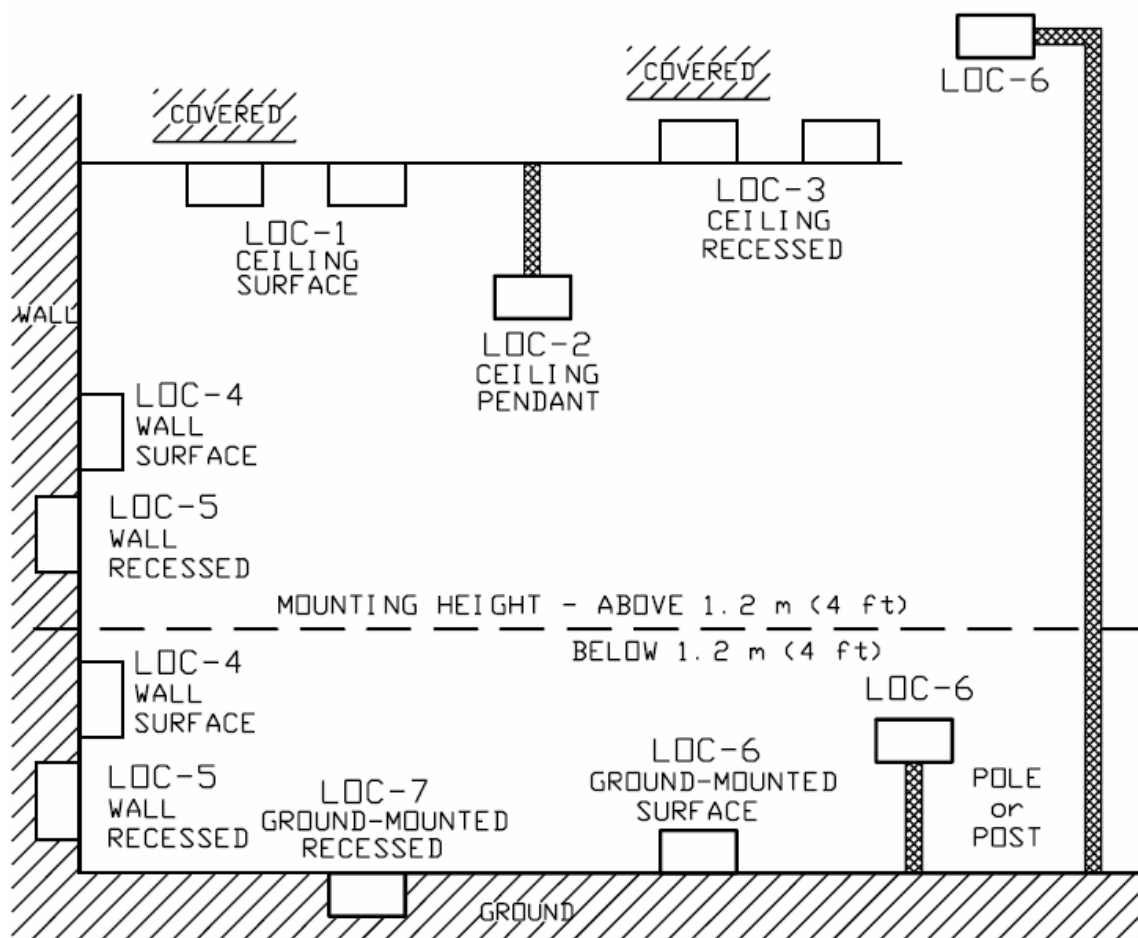 COVERED
LOC-6
COVERED
LOC-1
CEILING
SURFACE
LOC-3
CEILING
RECESSED
WALL
LOC-2
CEILING
PENDANT
LOC-4
WALL
SURFACE
LOC-5
WALL
RECESSED
MOUNTING HEIGHT - ABOVE 1.2 m (4 ft)
BELOW 1.2 m (4 ft)
LOC-4
WALL
SURFACE
LOC-6
LOC-5
WALL
RECESSED
LOC-7
GROUND-MOUNTED
RECESSED
LOC-6
GROUND-MOUNTED
SURFACE
POLE
or
POST
GROUND